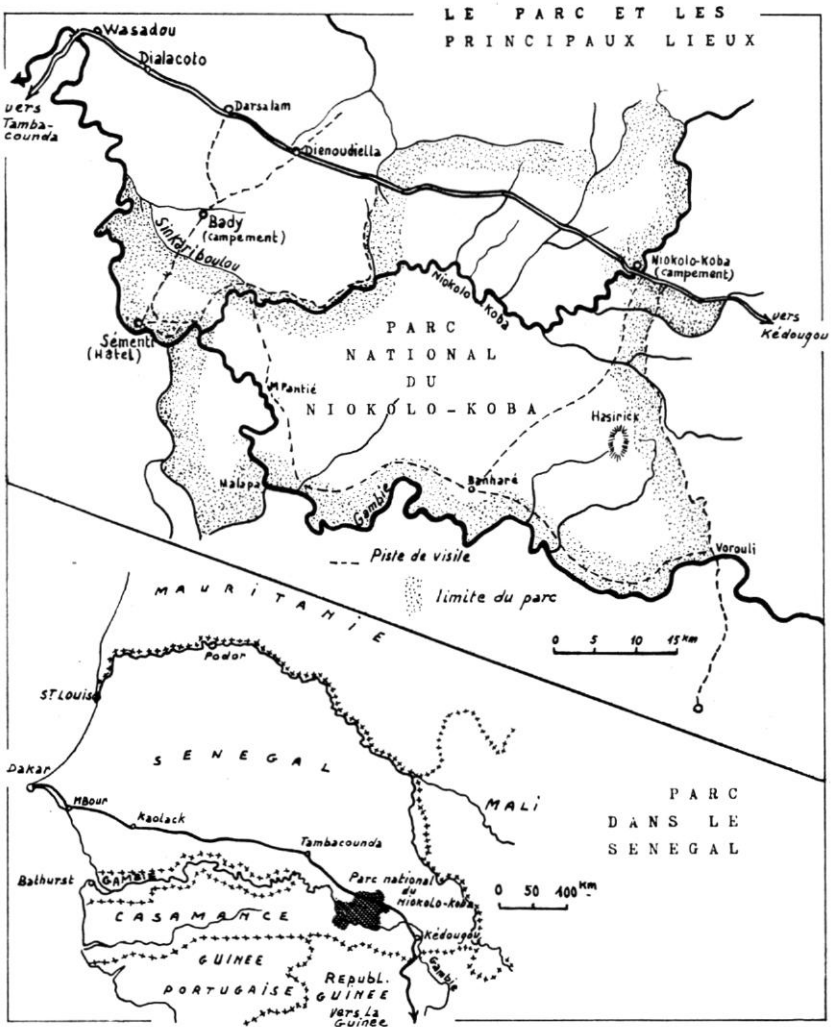 LE PARC ET LES
PRINCIPAUX LIEUX
Wasadou
Dialacoto
vers
Tamba-
counda
Darsalam
Dienoudiella
Bady
(campement)
Sinkariboulou
Niokolo-Koba
(campement)
Niokolo Koba
vers
Kédougou
Sémenti
(Hôtel)
PARC
NATIONAL
DU
NIOKOLO-KOBA
M Pantié
Hasirick
Malapa
Banharé
Gambie
Vorouli
Piste de visite
limite du parc
0 5 10 15 km
MAURITANIE
Podor
St Louis
SENEGAL
Dakar
MBour
Kaolack
MALI
PARC
DANS LE
SENEGAL
Tambacounda
Bathurst
GAMBIE
Parc national
du
Niokolo-Koba
0 50 100 Km
CASAMANCE
Kédougou
GUINEE
PORTUGAISE
Républ.
GUINEE
vers La
Guinée
Gambie